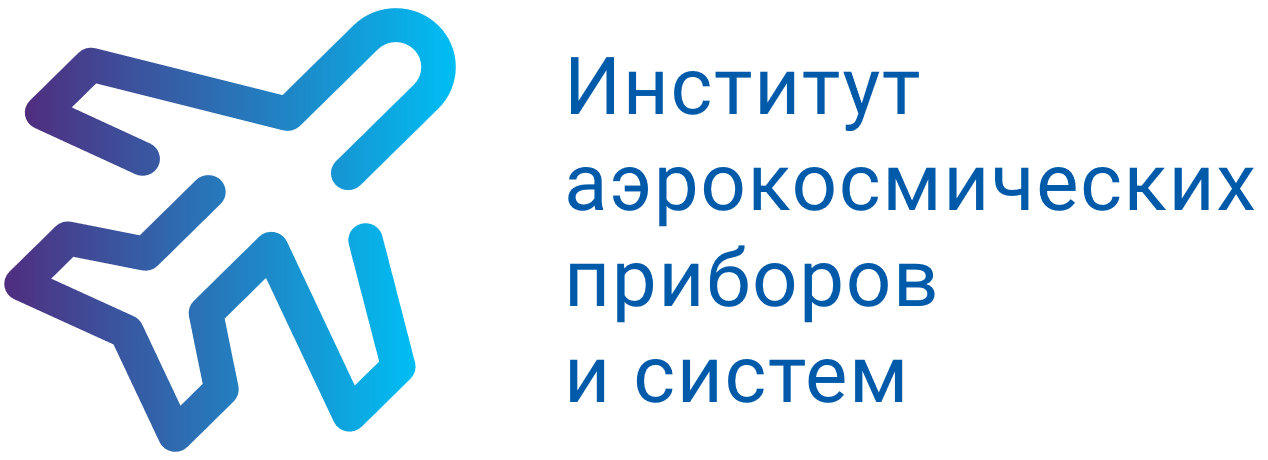 Институт
аэрокосмических
приборов
и систем